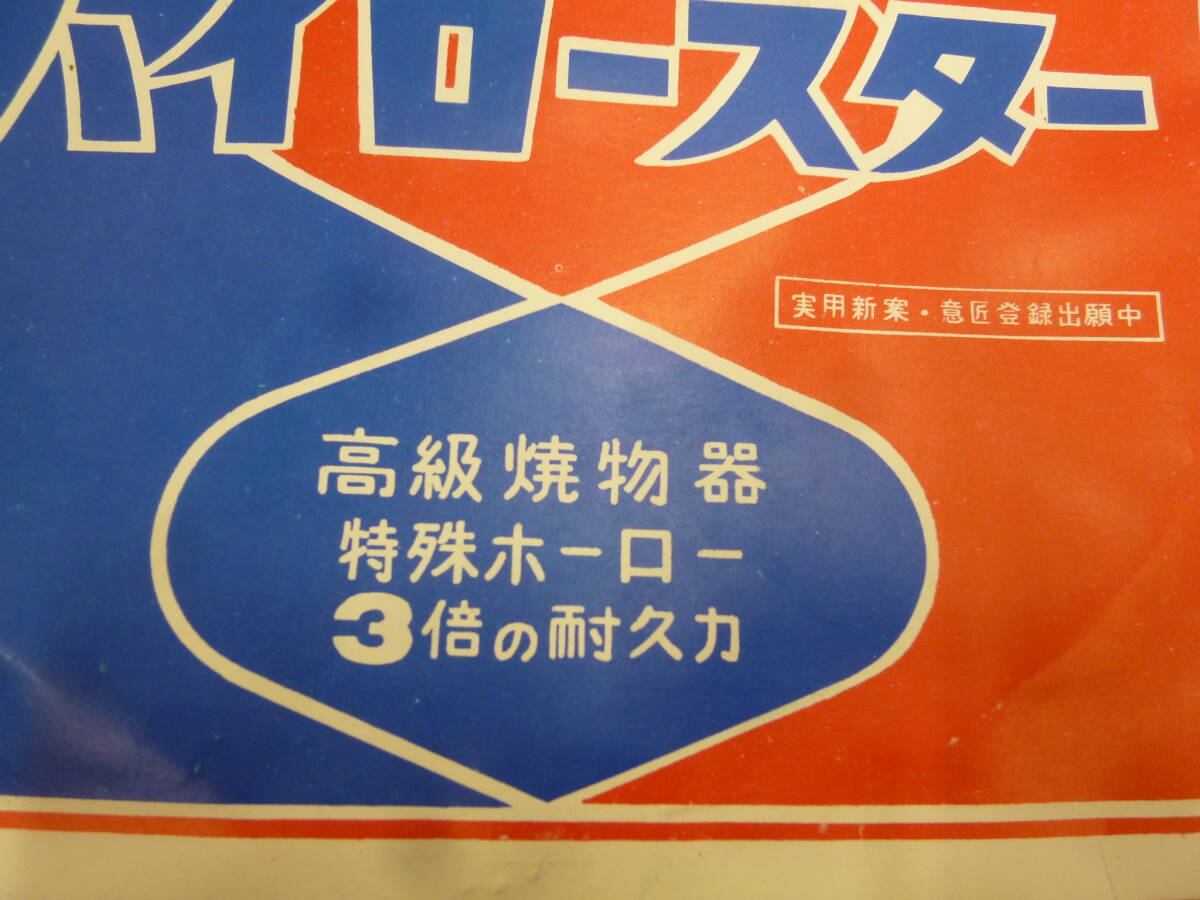 ハイロースター
実用新案・意匠登録出願中
高級焼物器
特殊ホーロー
3倍の耐久力